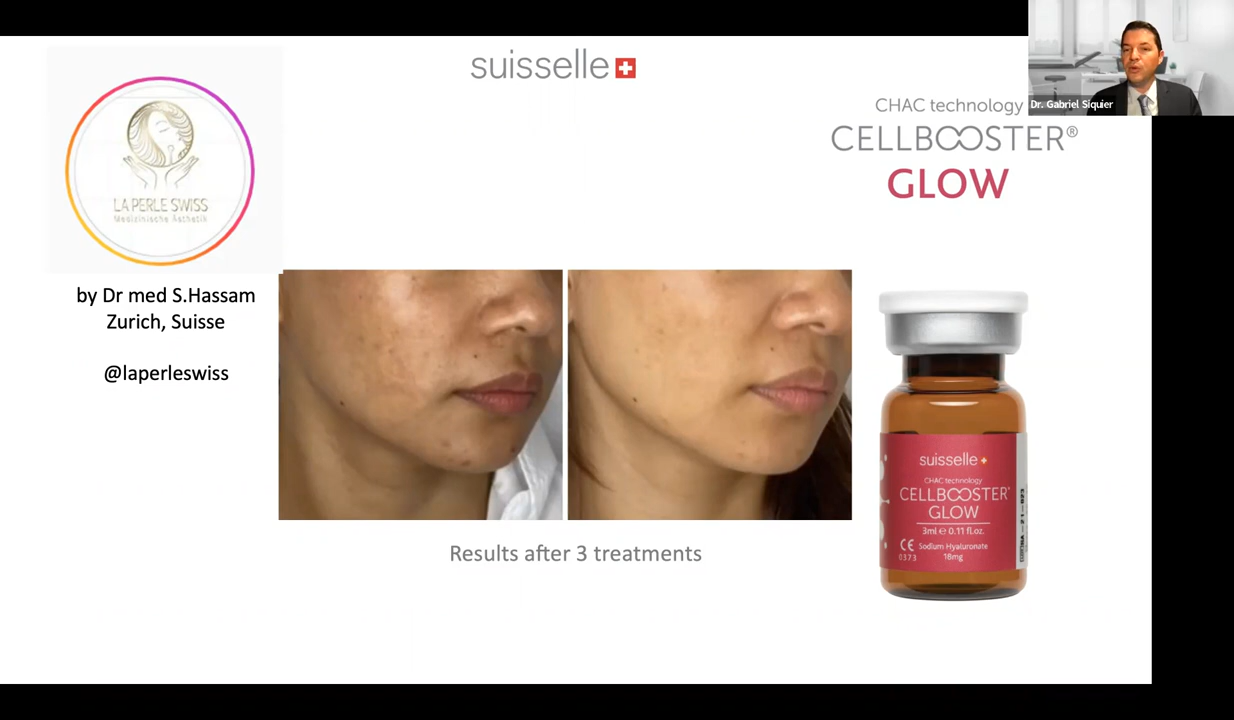 suisselle
Dr. Gabriel Siquier
CHAC technology
CELLBOOSTER®
GLOW
LA PERLE SWISS
Medizinische Ästhetik
by Dr med S.Hassam
Zurich, Suisse
@laperleswiss
Results after 3 treatments
suisselle
CHAC technology
CELLBOOSTER®
GLOW
3ml e 0.11 fl.oz.
CE Sodium Hyaluronate
0373 18mg